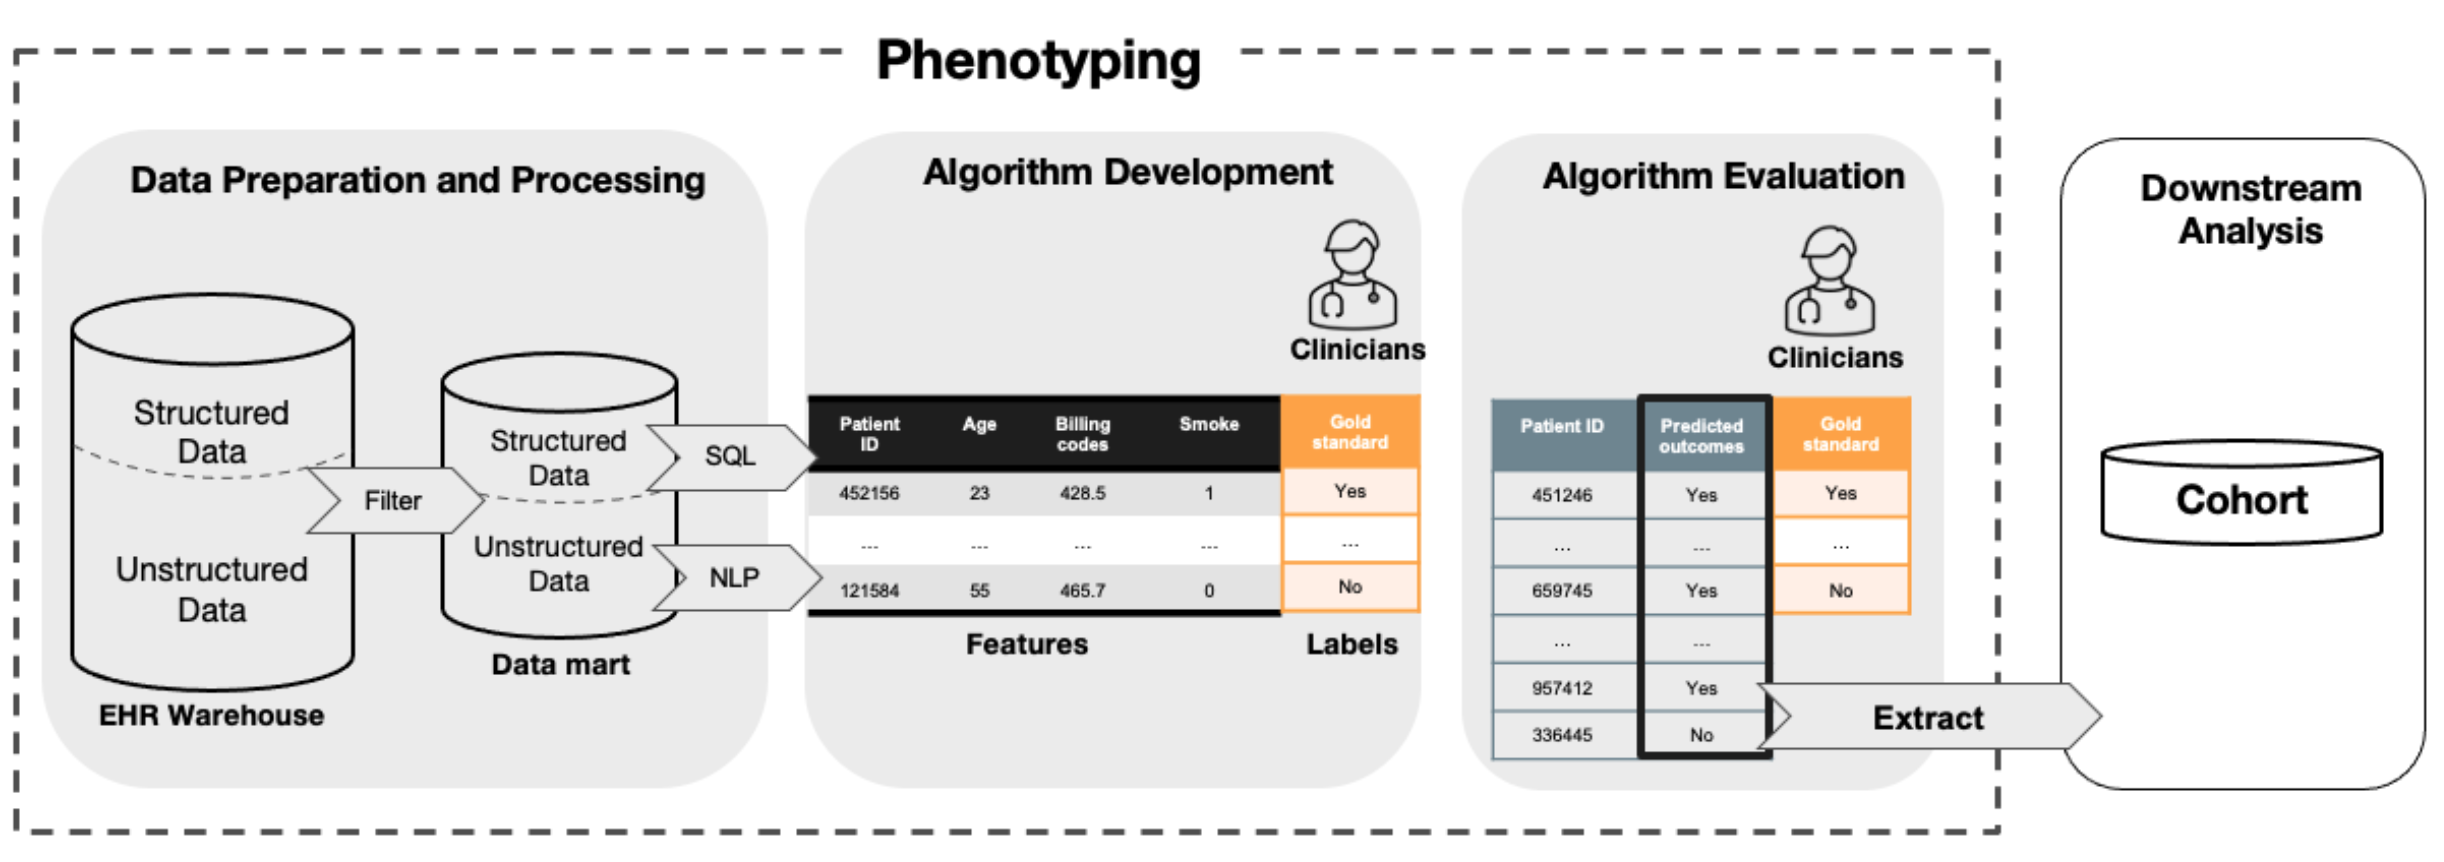 Phenotyping
Data Preparation and Processing
Structured
Data
Unstructured
Data
EHR Warehouse
Filter
Structured
Data
Unstructured
Data
Data mart
SQL
NLP
Algorithm Development
Clinicians
Patient
ID
Age
Billing
codes
Smoke
Gold
standard
452156 23 428.5 1 Yes
... ... ... ... ...
121584 55 465.7 0 No
Features
Labels
Algorithm Evaluation
Clinicians
Patient ID
Predicted
outcomes
Gold
standard
451246 Yes Yes
... ... ...
659745 Yes No
... ...
957412 Yes
336445 No
Extract
Downstream
Analysis
Cohort